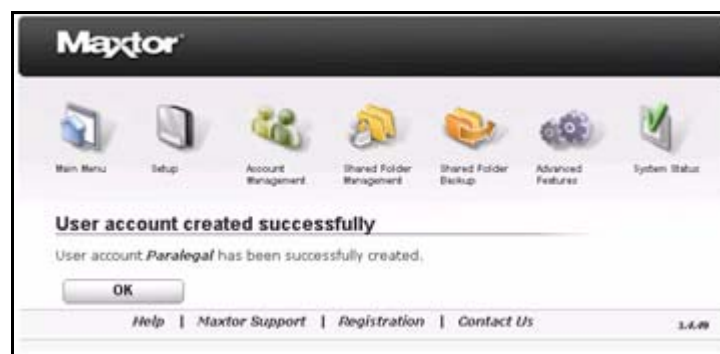 Maxtor
Main Menu
Setup
Account Management
Shared Folder Management
Shared Folder Backup
Advanced Features
System Status
User account created successfully
User account Paralegal has been successfully created.
OK
Help | Maxtor Support | Registration | Contact Us